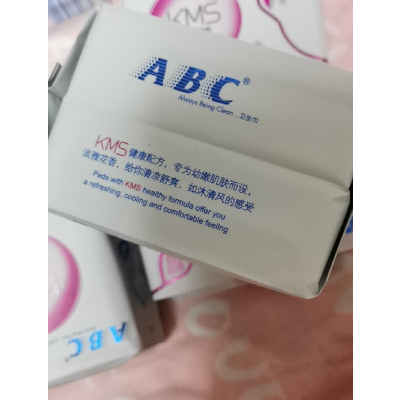 KMS
ABC®
Always Being Clean...卫生巾
KMS健康配方，专为幼嫩肌肤而设，
淡雅花香，给你清凉舒爽、如沐清风的感受
Pads with KMS healthy formula offer you
a refreshing, cooling and comfortable feeling
ABC